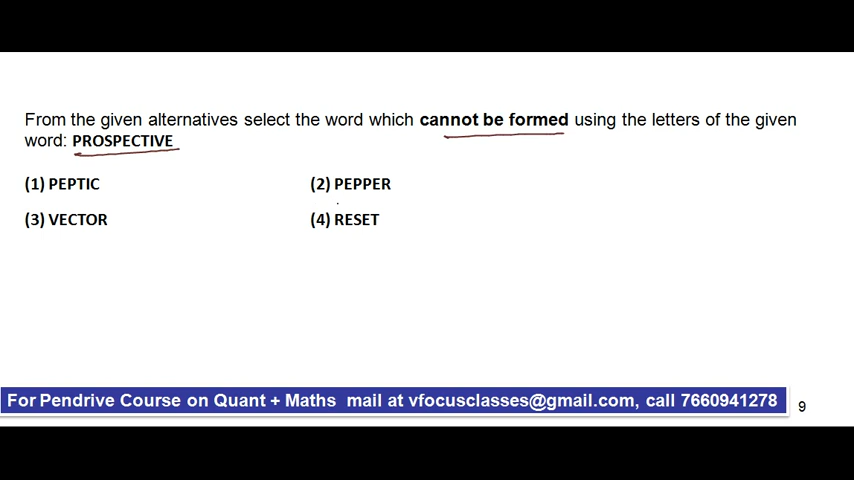 From the given alternatives select the word which cannot be formed using the letters of the given
word: PROSPECTIVE
(1) PEPTIC
(2) PEPPER
(3) VECTOR
(4) RESET
For Pendrive Course on Quant + Maths mail at vfocusclasses@gmail.com, call 7660941278
9